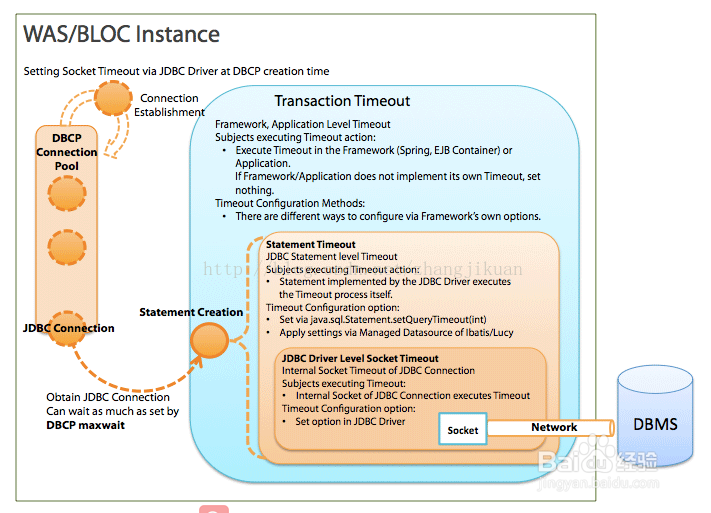 WAS/BLOC Instance
Setting Socket Timeout via JDBC Driver at DBCP creation time
Connection
Establishment
DBCP
Connection
Pool
JDBC Connection
Obtain JDBC Connection
Can wait as much as set by
DBCP maxwait
Statement Creation
Transaction Timeout
Framework, Application Level Timeout
Subjects executing Timeout action:
• Execute Timeout in the Framework (Spring, EJB Container) or
Application.
If Framework/Application does not implement its own Timeout, set
nothing.
Timeout Configuration Methods:
• There are different ways to configure via Framework's own options.
Statement Timeout
JDBC Statement level Timeout
Subjects executing Timeout action:
• Statement implemented by the JDBC Driver executes
the Timeout process itself.
Timeout Configuration option:
• Set via java.sql.Statement.setQueryTimeout(int)
• Apply settings via Managed Datasource of Ibatis/Lucy
JDBC Driver Level Socket Timeout
Internal Socket Timeout of JDBC Connection
Subjects executing Timeout:
• Internal Socket of JDBC Connection executes Timeout
Timeout Configuration option:
• Set option in JDBC Driver
Socket
Network
DBMS
Baidu 经验
jingyan.baidu.com